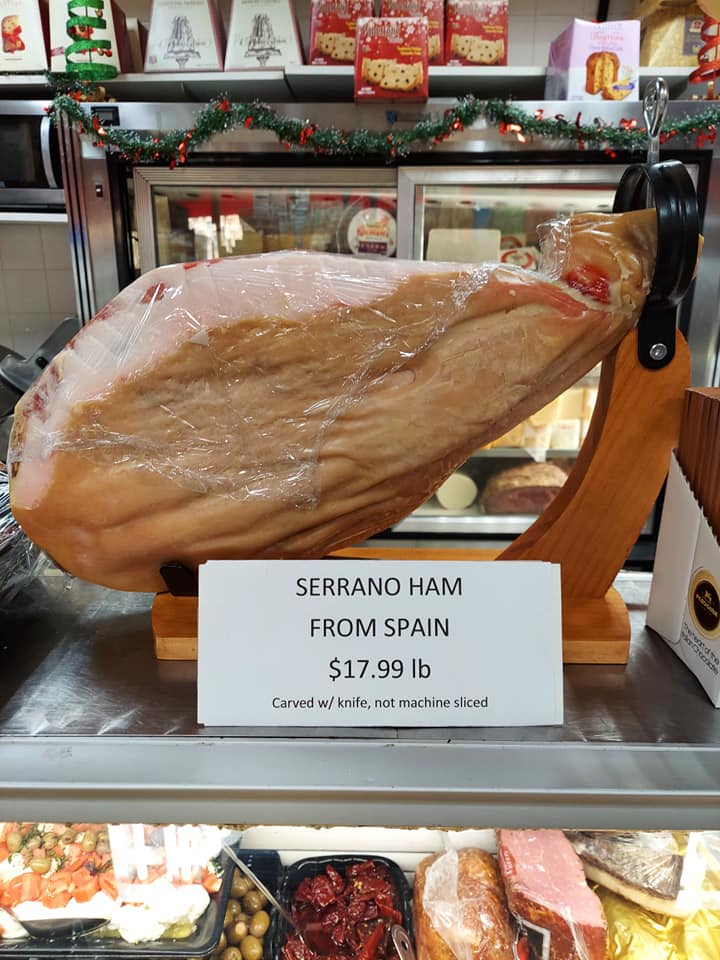 SERRANO HAM
FROM SPAIN
$17.99 lb
Carved w/ knife, not machine sliced